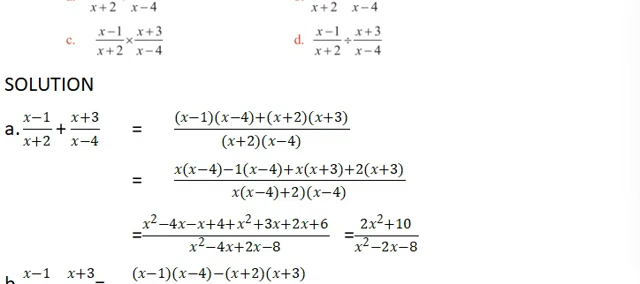 x+2 x−4 x+2 x−4
c. x−1/x+2 × x+3/x−4 d. x−1/x+2 ÷ x+3/x−4
SOLUTION
a. x−1/x+2 + x+3/x−4 = (x−1)(x−4)+(x+2)(x+3)/(x+2)(x−4)
= x(x−4)−1(x−4)+x(x+3)+2(x+3)/x(x−4)+2)(x−4)
= x²−4x−x+4+x²+3x+2x+6/x²−4x+2x−8 = 2x²+10/x²−2x−8
x−1 x+3 = (x−1)(x−4)−(x+2)(x+3)